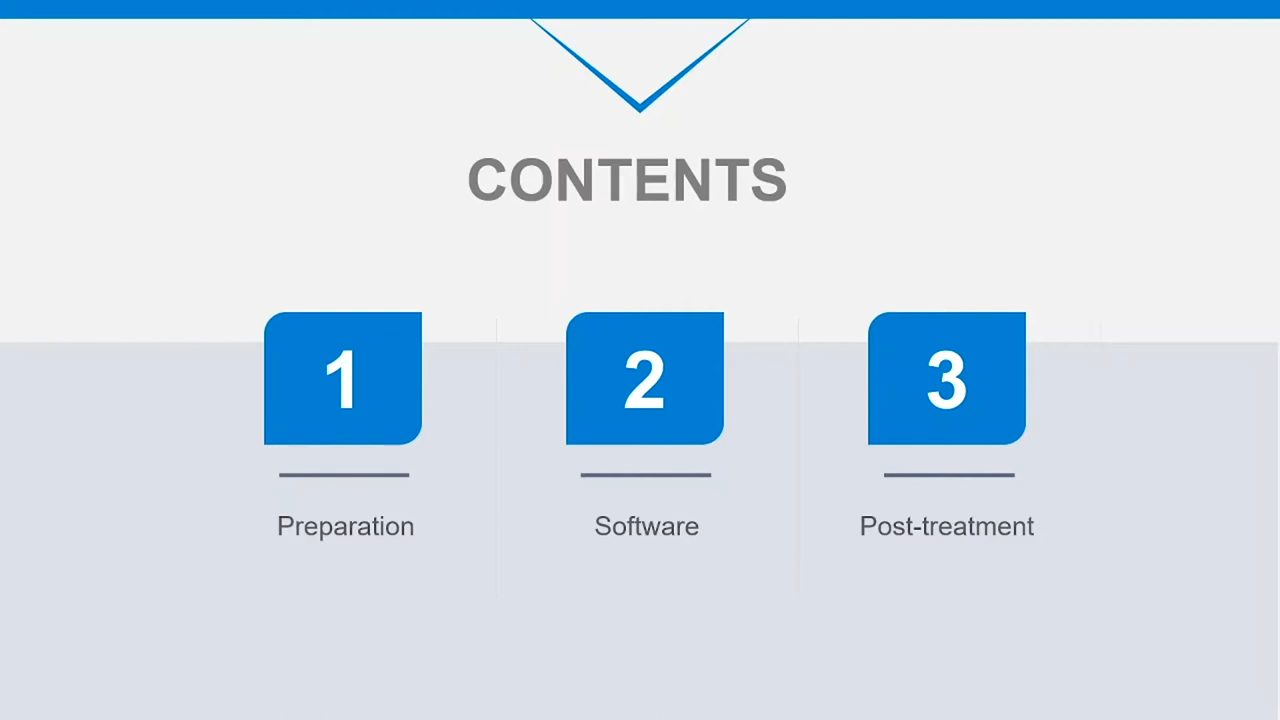 CONTENTS
1
2
3
Preparation
Software
Post-treatment